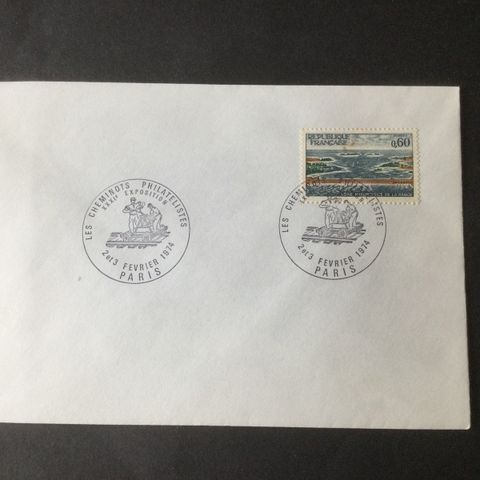 REPUBLIQUE
FRANÇAISE
0,60
LES CHEMINOTS PHILATELISTES
XXXIe EXPOSITION
2 et 3 FEVRIER 1974
PARIS
LES CHEMINOTS PHILATELISTES
2 et 3 FEVRIER 1974
PARIS